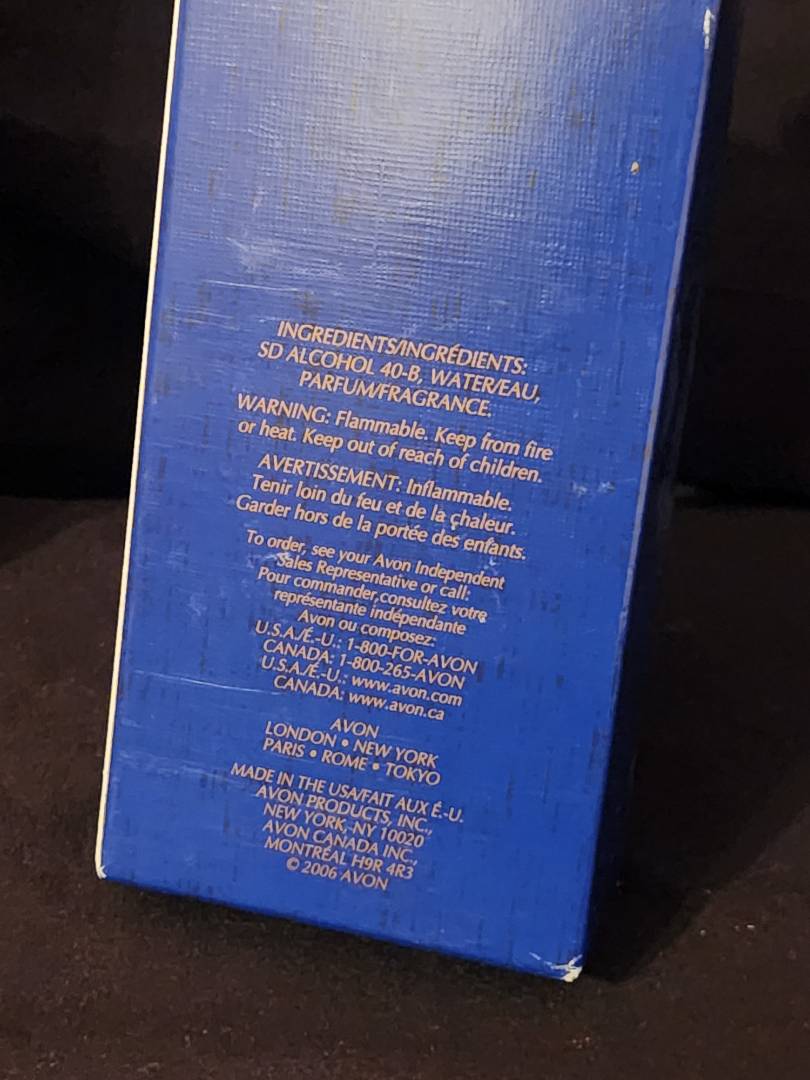 INGREDIENTS/INGRÉDIENTS:
SD ALCOHOL 40-B, WATER/EAU,
PARFUM/FRAGRANCE.
WARNING: Flammable. Keep from fire
or heat. Keep out of reach of children.
AVERTISSEMENT: Inflammable.
Tenir loin du feu et de la chaleur.
Garder hors de la portée des enfants.
To order, see your Avon Independent
Sales Representative or call:
Pour commander, consultez votre
représentante indépendante
Avon ou composez:
U.S.A./É.-U.: 1-800-FOR-AVON
CANADA: 1-800-265-AVON
U.S.A./É.-U.: www.avon.com
CANADA: www.avon.ca
AVON
LONDON • NEW YORK
PARIS • ROME • TOKYO
MADE IN THE USA/FAIT AUX É.-U.
AVON PRODUCTS, INC.,
NEW YORK, NY 10020
AVON CANADA INC.,
MONTRÉAL H9R 4R3
© 2006 AVON